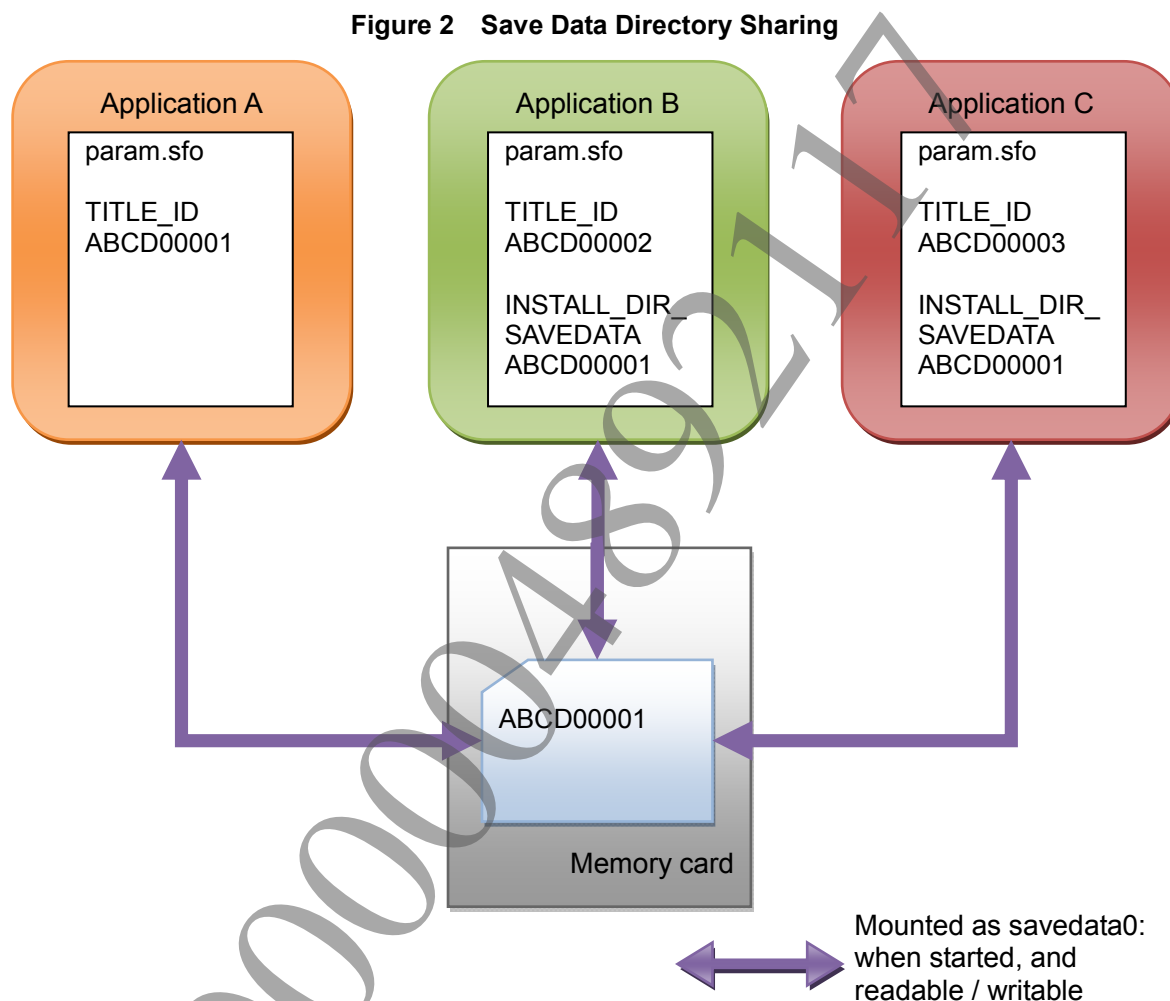 Figure 2 Save Data Directory Sharing
Application A
param.sfo
TITLE_ID
ABCD00001
Application B
param.sfo
TITLE_ID
ABCD00002
INSTALL_DIR_
SAVEDATA
ABCD00001
Application C
param.sfo
TITLE_ID
ABCD00003
INSTALL_DIR_
SAVEDATA
ABCD00001
ABCD00001
Memory card
Mounted as savedata0:
when started, and
readable / writable